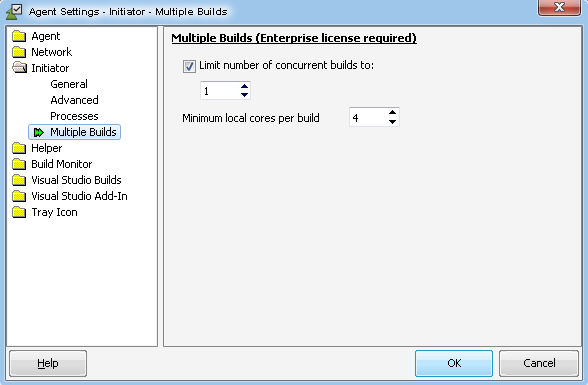 Agent Settings - Initiator - Multiple Builds
Agent
Network
Initiator
General
Advanced
Processes
Multiple Builds
Helper
Build Monitor
Visual Studio Builds
Visual Studio Add-In
Tray Icon
Multiple Builds (Enterprise license required)
Limit number of concurrent builds to:
1
Minimum local cores per build 4
Help OK Cancel